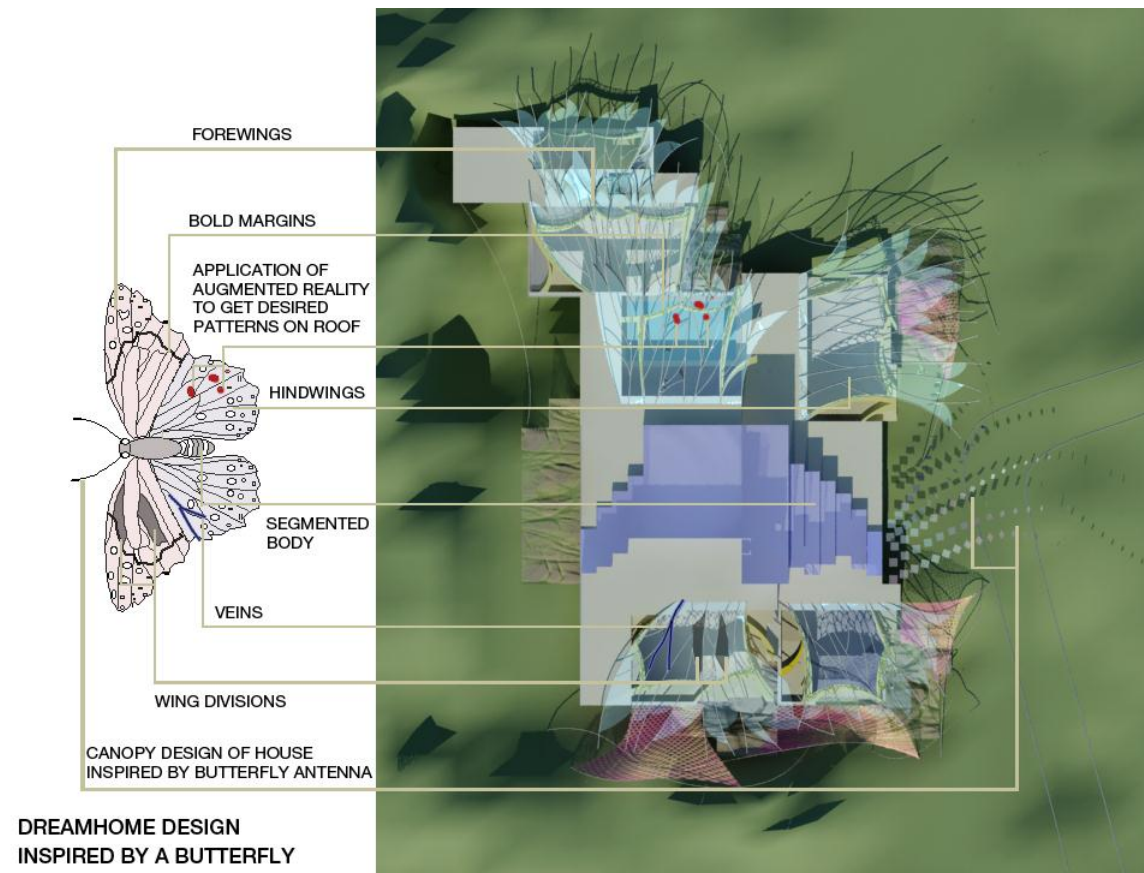 FOREWINGS
BOLD MARGINS
APPLICATION OF
AUGMENTED REALITY
TO GET DESIRED
PATTERNS ON ROOF
HINDWINGS
SEGMENTED
BODY
VEINS
WING DIVISIONS
CANOPY DESIGN OF HOUSE
INSPIRED BY BUTTERFLY ANTENNA
DREAMHOME DESIGN
INSPIRED BY A BUTTERFLY